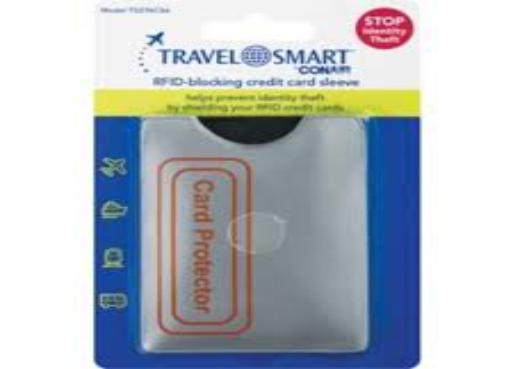 STOP
Identity
Theft
TRAVEL SMART
BY CONAIR
RFID-blocking credit card sleeve
helps prevent identity theft
by shielding your RFID credit cards
Card Protector